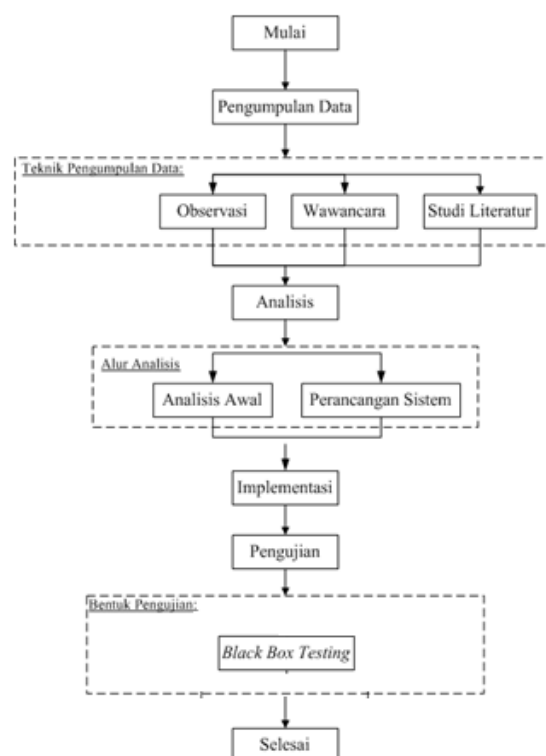 Mulai
Pengumpulan Data
Teknik Pengumpulan Data:
Observasi
Wawancara
Studi Literatur
Analisis
Alur Analisis
Analisis Awal
Perancangan Sistem
Implementasi
Pengujian
Bentuk Pengujian:
Black Box Testing
Selesai